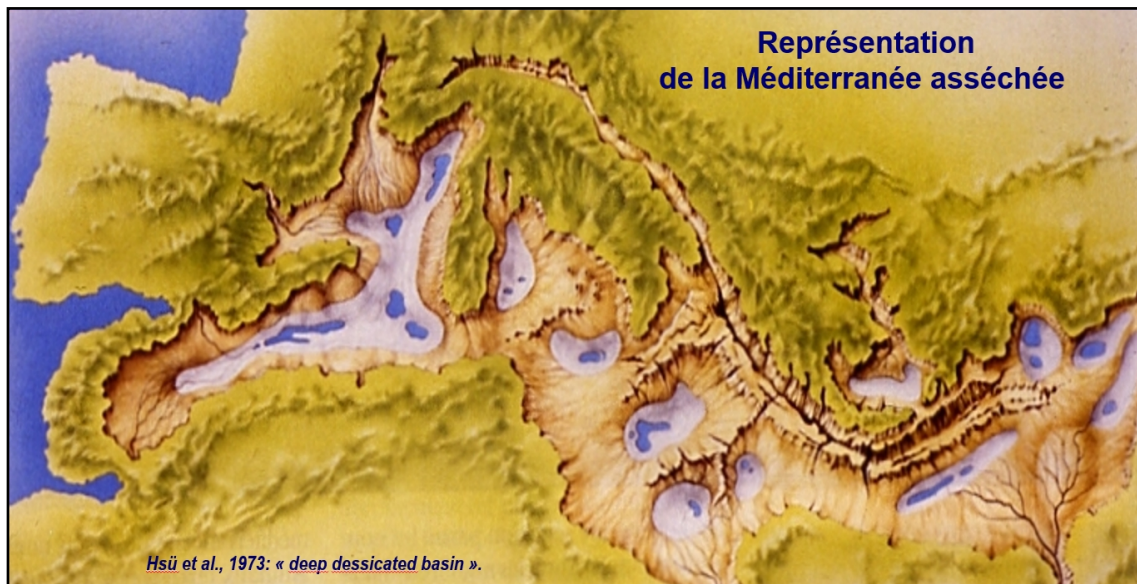 Représentation
de la Méditerranée asséchée
Hsü et al., 1973: « deep dessicated basin ».